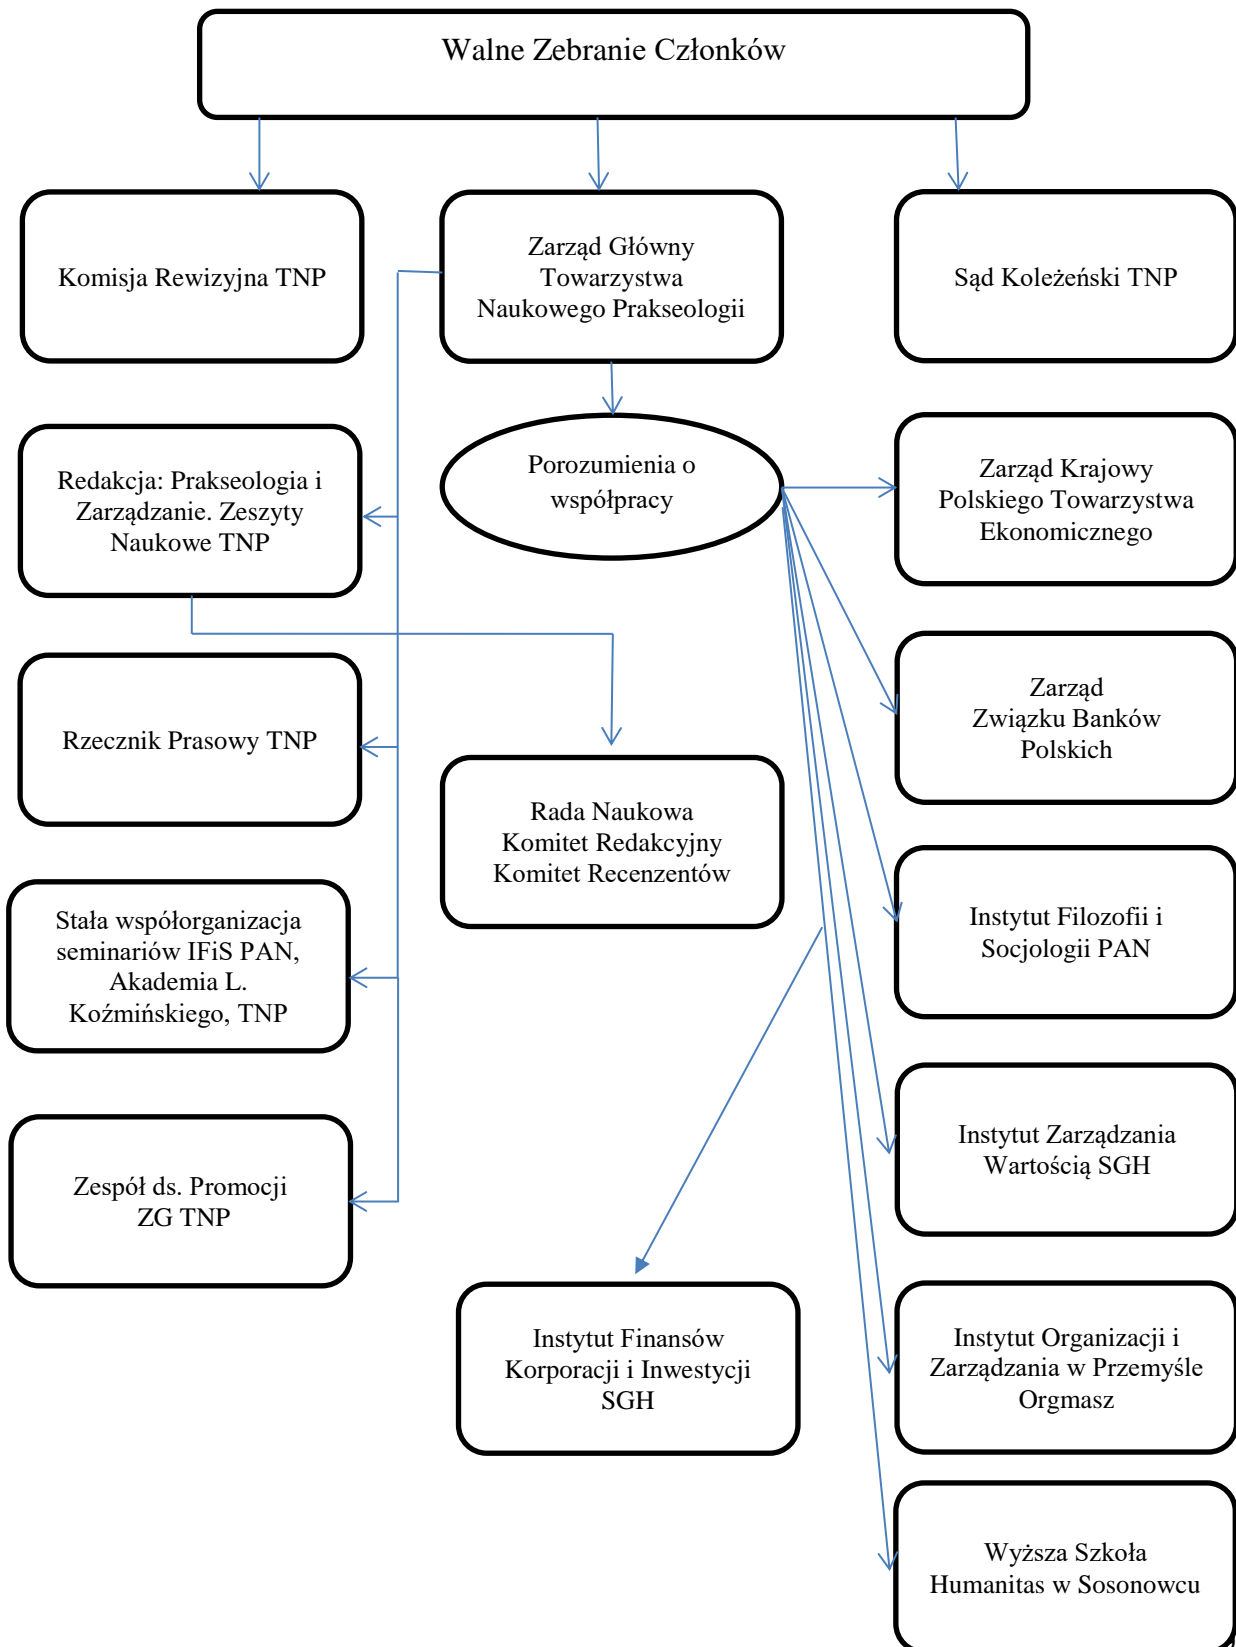 Walne Zebranie Członków
Komisja Rewizyjna TNP
Zarząd Główny
Towarzystwa
Naukowego Prakseologii
Sąd Koleżeński TNP
Redakcja: Prakseologia i
Zarządzanie. Zeszyty
Naukowe TNP
Porozumienia o
współpracy
Zarząd Krajowy
Polskiego Towarzystwa
Ekonomicznego
Rzecznik Prasowy TNP
Zarząd
Związku Banków
Polskich
Rada Naukowa
Komitet Redakcyjny
Komitet Recenzentów
Stała współorganizacja
seminariów IFiS PAN,
Akademia L.
Koźmińskiego, TNP
Instytut Filozofii i
Socjologii PAN
Zespół ds. Promocji
ZG TNP
Instytut Zarządzania
Wartością SGH
Instytut Finansów
Korporacji i Inwestycji
SGH
Instytut Organizacji i
Zarządzania w Przemyśle
Orgmasz
Wyższa Szkoła
Humanitas w Sosonowcu